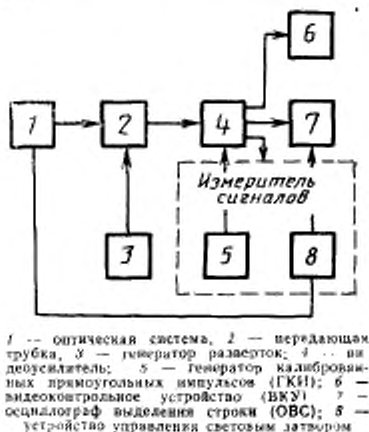 6
1
2
4
7
Измеритель
сигналов
3
5
8
1 -- оптическая система, 2 — передающая
трубка, 3 — генератор разверток; 4 -- ви
деоусилитель; 5 — генератор калиброван-
ных прямоугольных импульсов (ГКИ); 6 —
видеоконтрольное устройство (ВКУ) 7 -
осциллограф выделения строки (ОВС); 8 —
устройство управления световым затвором